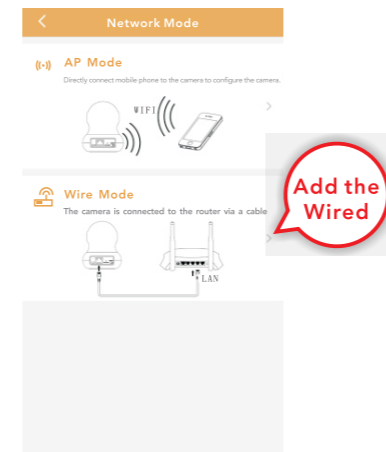 Network Mode
AP Mode
Directly connect mobile phone to the camera to configure the camera.
WIFI
Wire Mode
The camera is connected to the router via a cable
LAN
Add the
Wired